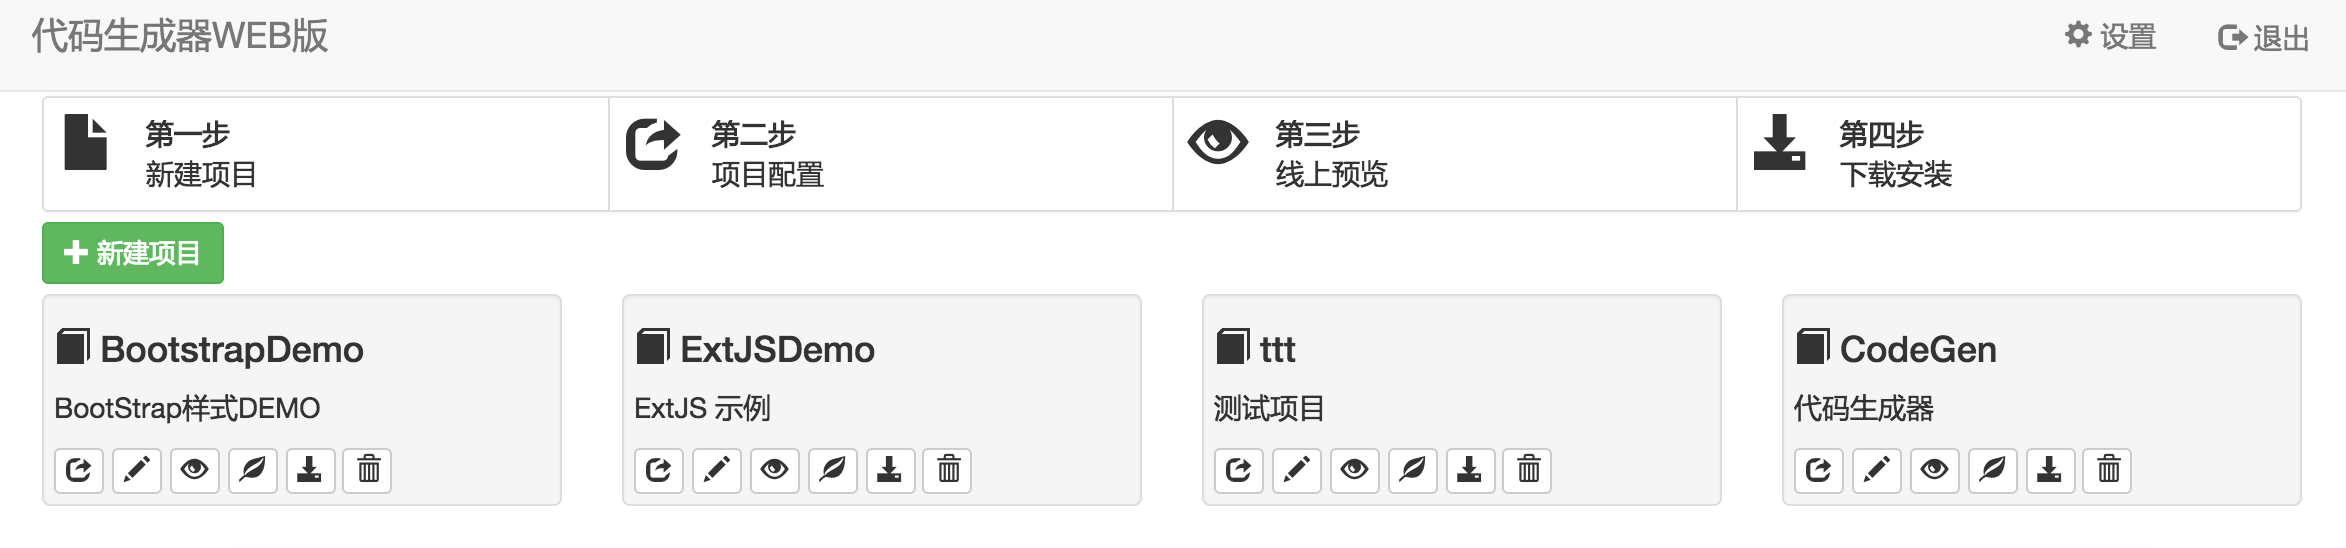 代码生成器WEB版
设置
退出
第一步
新建项目
第二步
项目配置
第三步
线上预览
第四步
下载安装
新建项目
BootstrapDemo
BootStrap样式DEMO
ExtJSDemo
ExtJS 示例
ttt
测试项目
CodeGen
代码生成器